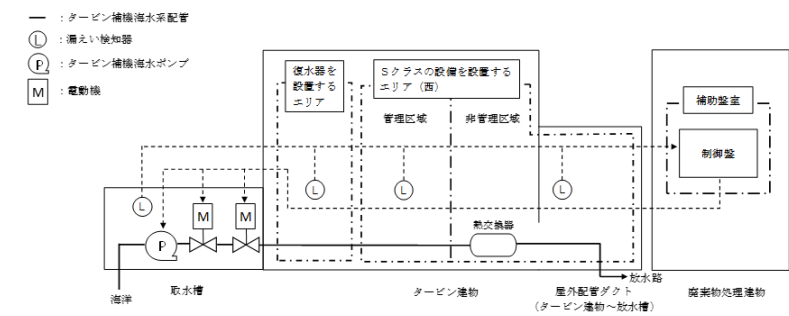 ：タービン補機海水系配管
L ：漏えい検知器
P ：タービン補機海水ポンプ
M ：電動機
復水器を
設置する
エリア
Sクラスの設備を設置する
エリア（西）
管理区域
非管理区域
補助盤室
制御盤
L
L
L
L
M
M
P
熱交換器
海洋
取水槽
タービン建物
放水路
屋外配管ダクト
（タービン建物～放水槽）
廃棄物処理建物